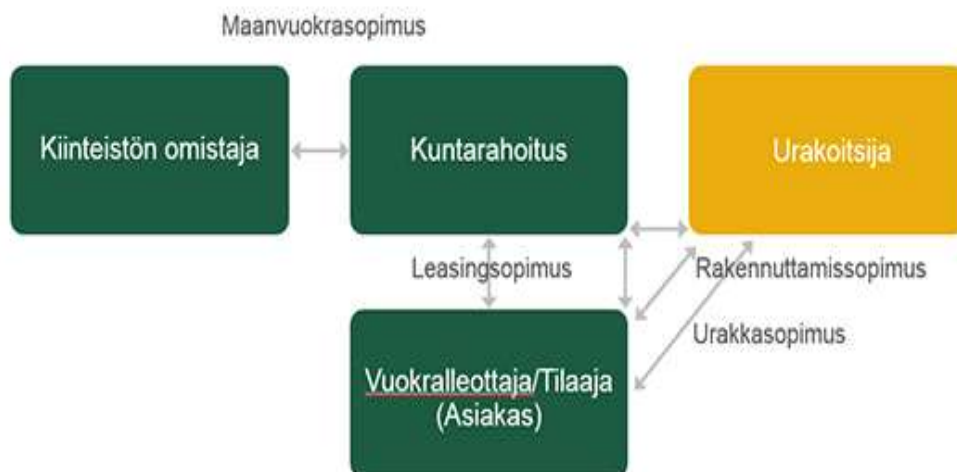 Maanvuokrasopimus
Kiinteistön omistaja
Kuntarahoitus
Urakoitsija
Leasingsopimus
Rakennuttamissopimus
Urakkasopimus
Vuokralleottaja/Tilaaja
(Asiakas)